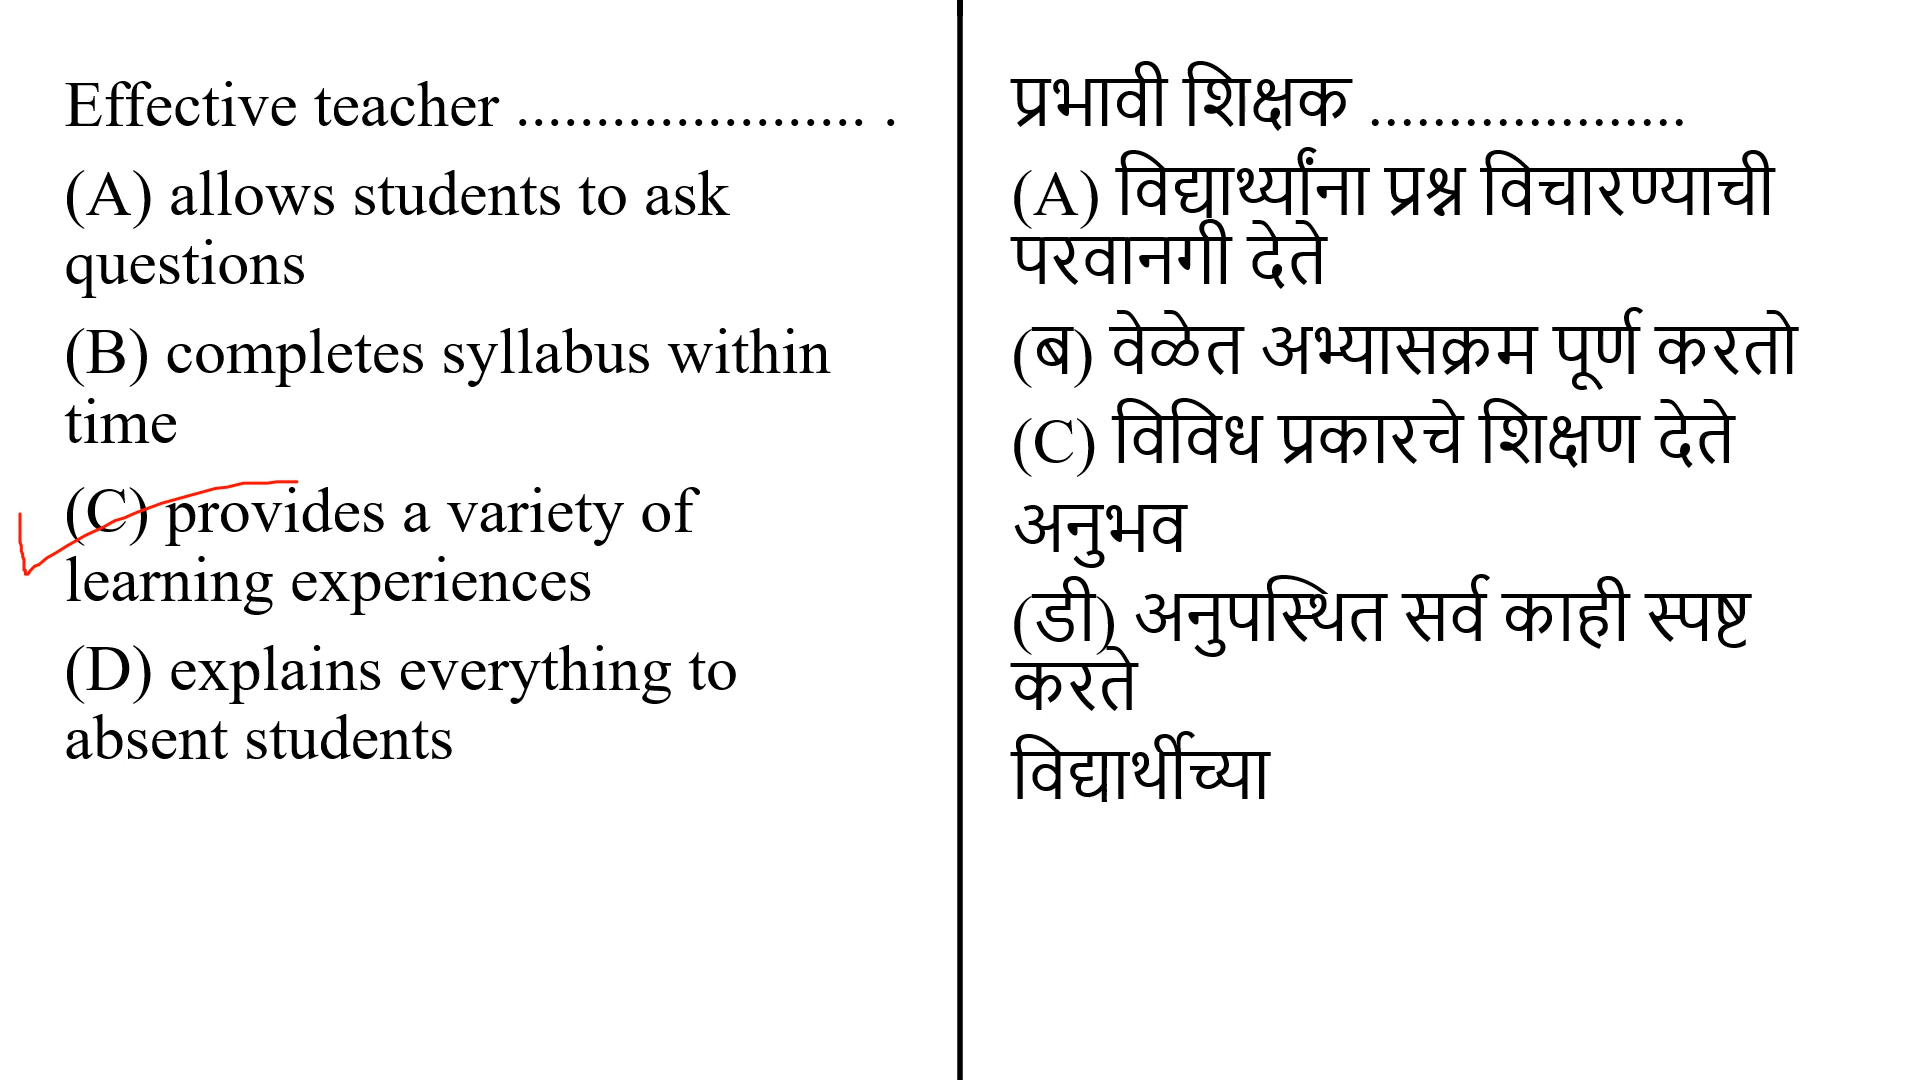 Effective teacher ...................... .
(A) allows students to ask
questions
(B) completes syllabus within
time
(C) provides a variety of
learning experiences
(D) explains everything to
absent students
प्रभावी शिक्षक ....................
(A) विद्यार्थ्यांना प्रश्न विचारण्याची
परवानगी देते
(ब) वेळेत अभ्यासक्रम पूर्ण करतो
(C) विविध प्रकारचे शिक्षण देते
अनुभव
(डी) अनुपस्थित सर्व काही स्पष्ट
करते
विद्यार्थीच्या